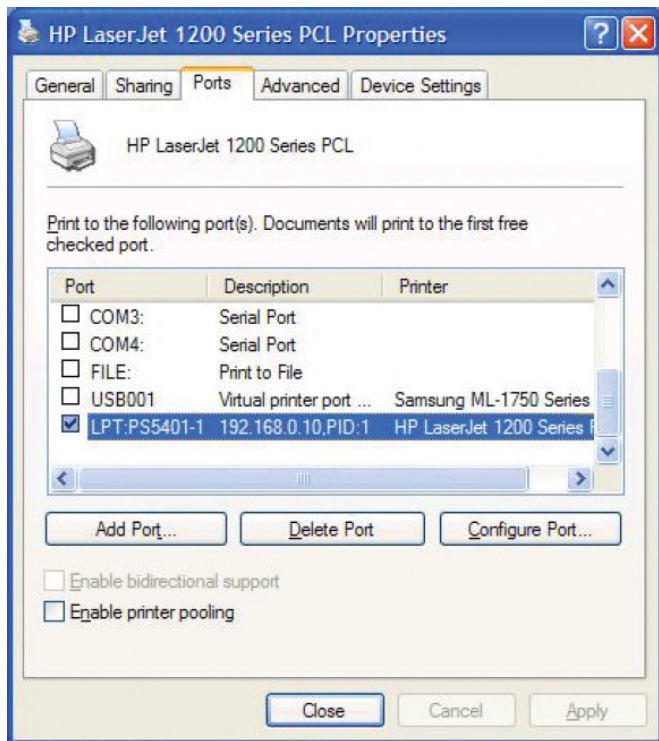 HP LaserJet 1200 Series PCL Properties
General Sharing Ports Advanced Device Settings
HP LaserJet 1200 Series PCL
Print to the following port(s). Documents will print to the first free
checked port.
Port Description Printer
COM3: Serial Port
COM4: Serial Port
FILE: Print to File
USB001 Virtual printer port ... Samsung ML-1750 Series
LPT:PS5401-1 192.168.0.10,PID:1 HP LaserJet 1200 Series
Add Port... Delete Port Configure Port...
Enable bidirectional support
Enable printer pooling
Close Cancel Apply